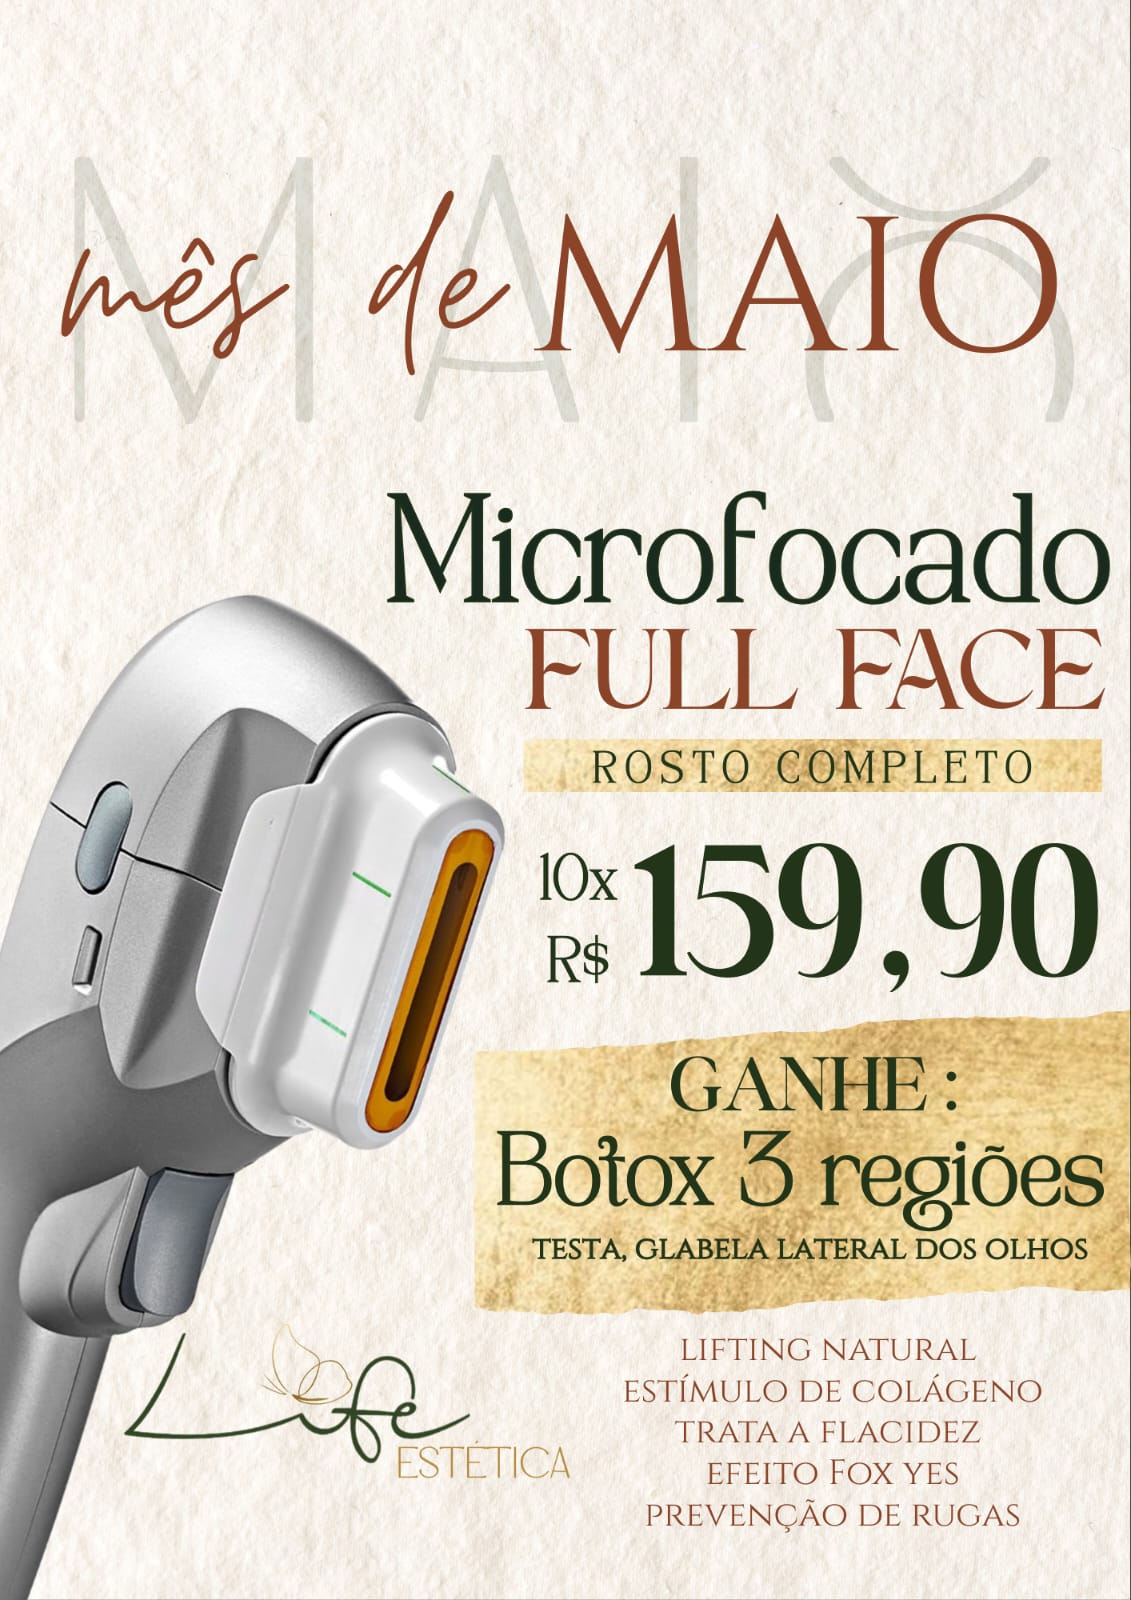 MAIO
mês de MAIO
Microfocado
FULL FACE
ROSTO COMPLETO
10x
R$ 159,90
GANHE :
Botox 3 regiões
TESTA, GLABELA LATERAL DOS OLHOS
Life
ESTÉTICA
LIFTING NATURAL
ESTÍMULO DE COLÁGENO
TRATA A FLACIDEZ
EFEITO FOX YES
PREVENÇÃO DE RUGAS